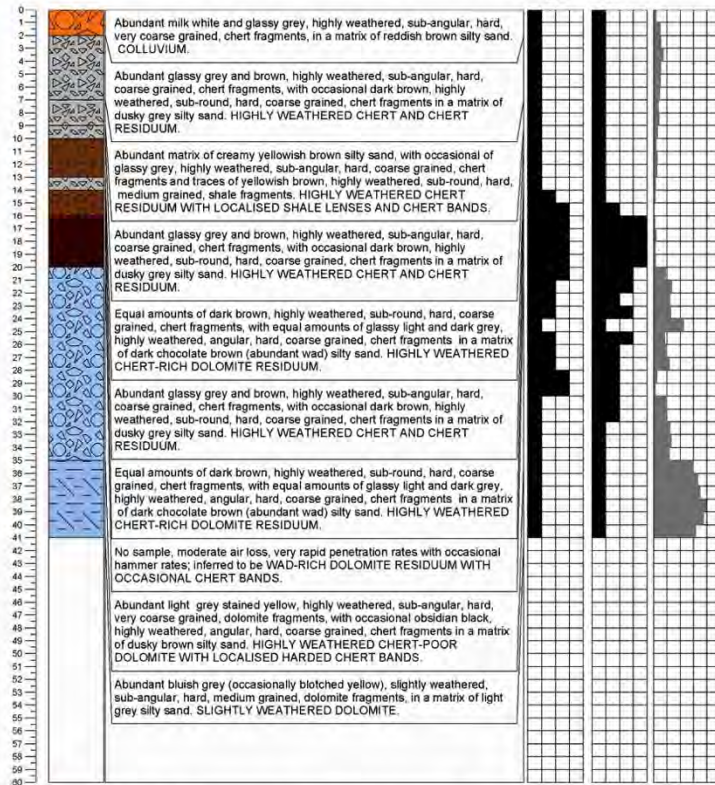 0
1
2
3
4
5
6
7
8
9
10
11
12
13
14
15
16
17
18
19
20
21
22
23
24
25
26
27
28
29
30
31
32
33
34
35
36
37
38
39
40
41
42
43
44
45
46
47
48
49
50
51
52
53
54
55
56
57
58
59
60
Abundant milk white and glassy grey, highly weathered, sub-angular, hard,
very coarse grained, chert fragments, in a matrix of reddish brown silty sand.
COLLUVIUM.
Abundant glassy grey and brown, highly weathered, sub-angular, hard,
coarse grained, chert fragments, with occasional dark brown, highly
weathered, sub-round, hard, coarse grained, chert fragments in a matrix of
dusky grey silty sand. HIGHLY WEATHERED CHERT AND CHERT
RESIDUUM.
Abundant matrix of creamy yellowish brown silty sand, with occasional of
glassy grey, highly weathered, sub-angular, hard, coarse grained, chert
fragments and traces of yellowish brown, highly weathered, sub-round, hard,
medium grained, shale fragments. HIGHLY WEATHERED CHERT
RESIDUUM WITH LOCALISED SHALE LENSES AND CHERT BANDS.
Abundant glassy grey and brown, highly weathered, sub-angular, hard,
coarse grained, chert fragments, with occasional dark brown, highly
weathered, sub-round, hard, coarse grained, chert fragments in a matrix of
dusky grey silty sand. HIGHLY WEATHERED CHERT AND CHERT
RESIDUUM.
Equal amounts of dark brown, highly weathered, sub-round, hard, coarse
grained, chert fragments, with equal amounts of glassy light and dark grey,
highly weathered, angular, hard, coarse grained, chert fragments in a matrix
of dark chocolate brown (abundant wad) silty sand. HIGHLY WEATHERED
CHERT-RICH DOLOMITE RESIDUUM.
Abundant glassy grey and brown, highly weathered, sub-angular, hard,
coarse grained, chert fragments, with occasional dark brown, highly
weathered, sub-round, hard, coarse grained, chert fragments in a matrix of
dusky grey silty sand. HIGHLY WEATHERED CHERT AND CHERT
RESIDUUM.
Equal amounts of dark brown, highly weathered, sub-round, hard, coarse
grained, chert fragments, with equal amounts of glassy light and dark grey,
highly weathered, angular, hard, coarse grained, chert fragments in a matrix
of dark chocolate brown (abundant wad) silty sand. HIGHLY WEATHERED
CHERT-RICH DOLOMITE RESIDUUM.
No sample, moderate air loss, very rapid penetration rates with occasional
hammer rates; inferred to be WAD-RICH DOLOMITE RESIDUUM WITH
OCCASIONAL CHERT BANDS.
Abundant light grey stained yellow, highly weathered, sub-angular, hard,
very coarse grained, dolomite fragments, with occasional obsidian black,
highly weathered, angular, hard, coarse grained, chert fragments in a matrix
of dusky brown silty sand. HIGHLY WEATHERED CHERT-POOR
DOLOMITE WITH LOCALISED HARDED CHERT BANDS.
Abundant bluish grey (occasionally blotched yellow), slightly weathered,
sub-angular, hard, medium grained, dolomite fragments, in a matrix of light
grey silty sand. SLIGHTLY WEATHERED DOLOMITE.